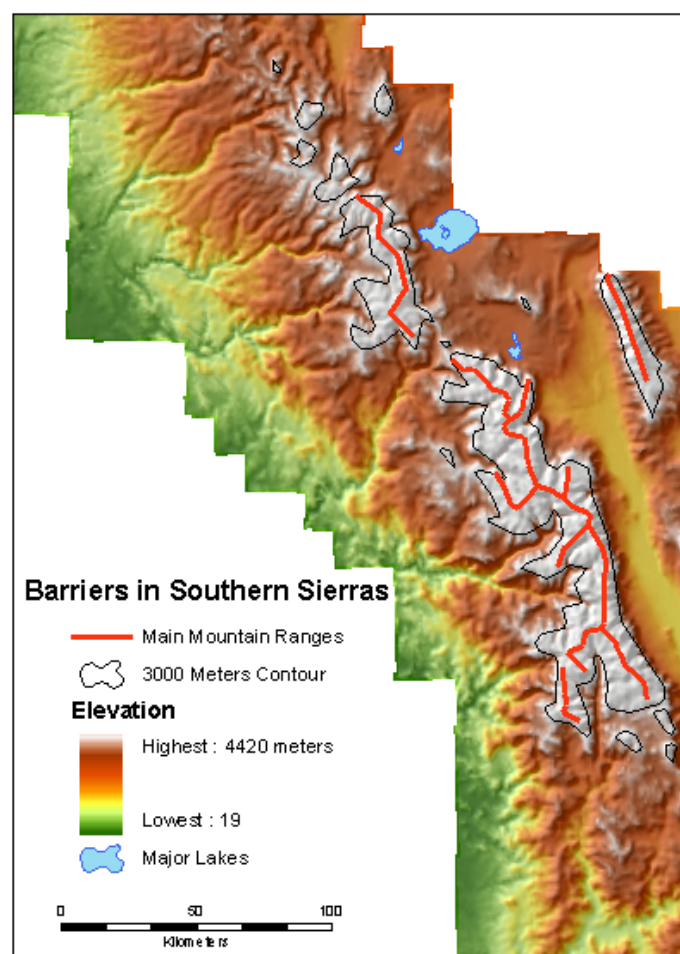 Barriers in Southern Sierras
Main Mountain Ranges
3000 Meters Contour
Elevation
Highest : 4420 meters
Lowest : 19
Major Lakes
0 50 100
Kilometers